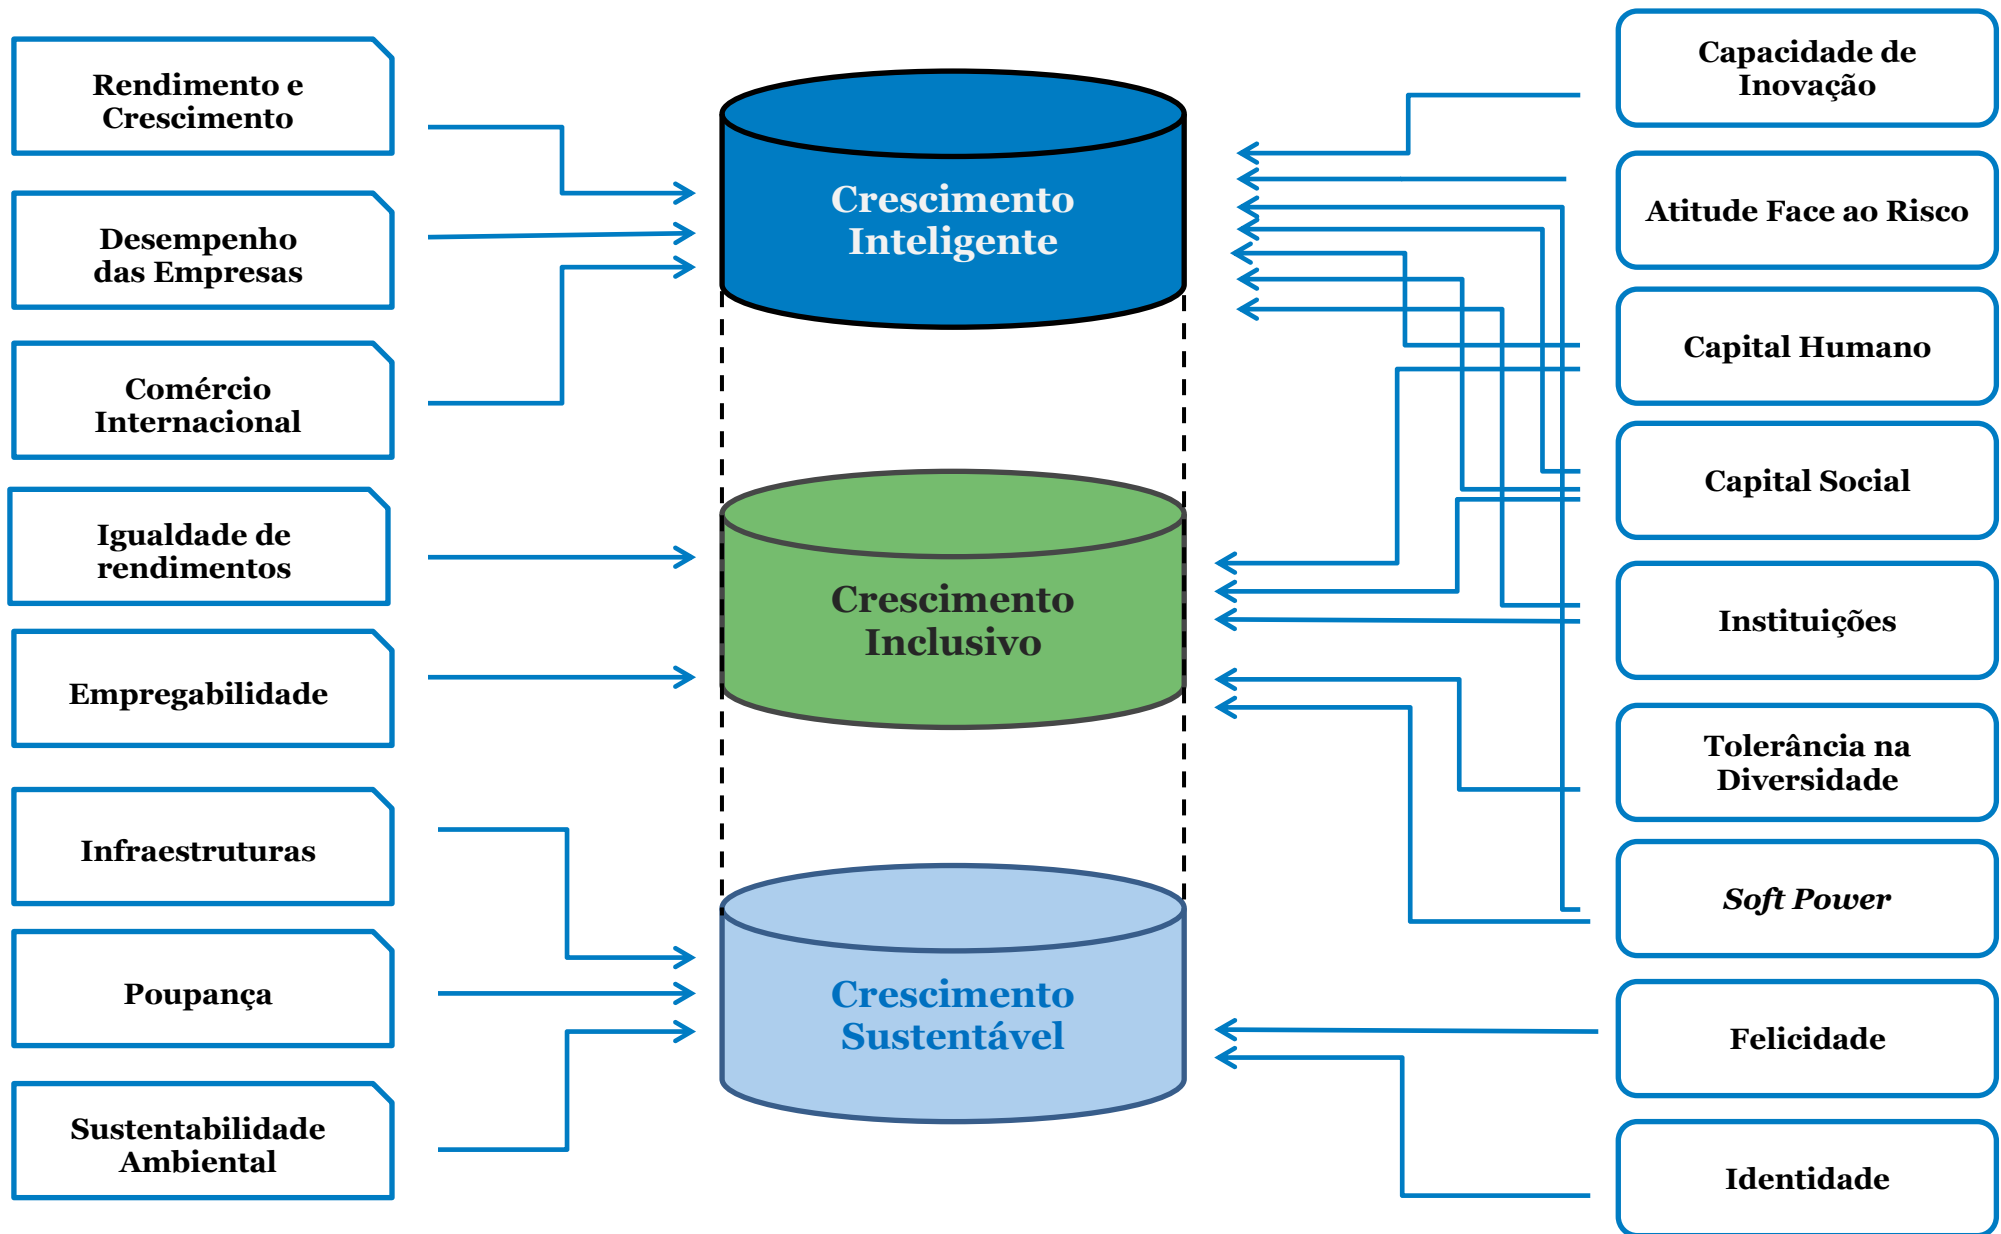 Rendimento e
Crescimento
Desempenho
das Empresas
Comércio
Internacional
Igualdade de
rendimentos
Empregabilidade
Infraestruturas
Poupança
Sustentabilidade
Ambiental
Crescimento
Inteligente
Crescimento
Inclusivo
Crescimento
Sustentável
Capacidade de
Inovação
Atitude Face ao Risco
Capital Humano
Capital Social
Instituições
Tolerância na
Diversidade
Soft Power
Felicidade
Identidade